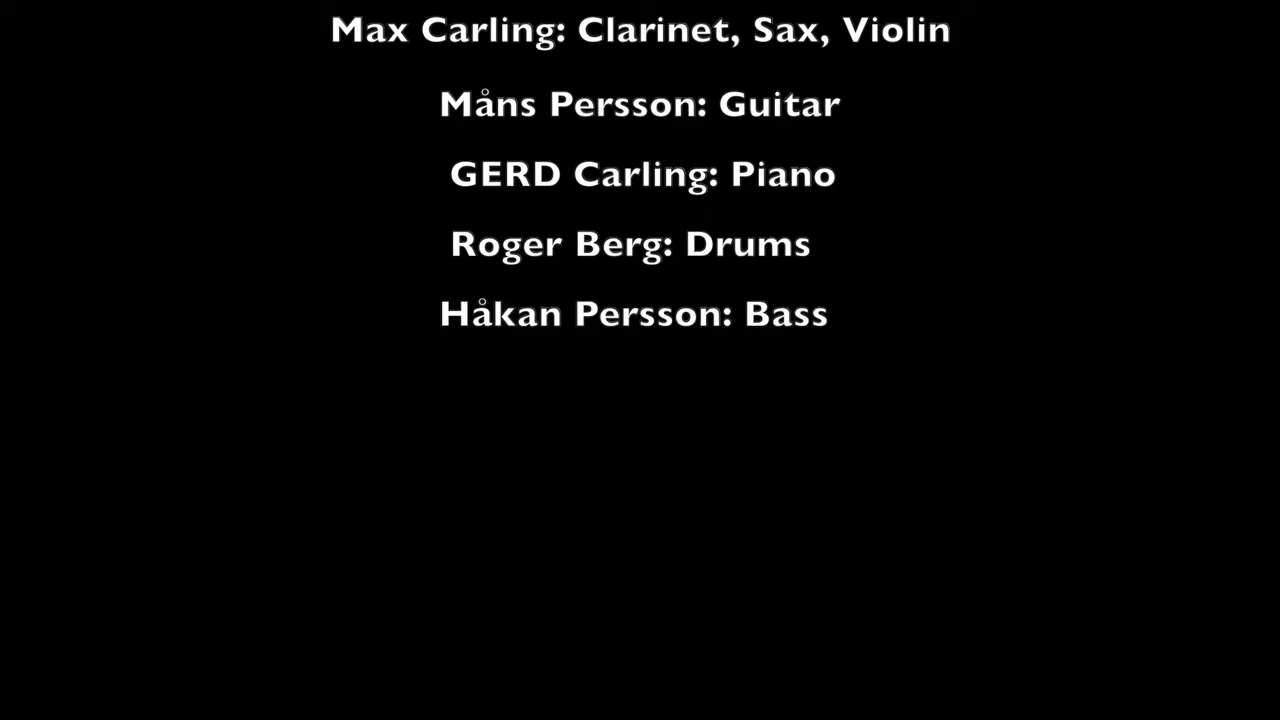 Max Carling: Clarinet, Sax, Violin
Måns Persson: Guitar
GERD Carling: Piano
Roger Berg: Drums
Håkan Persson: Bass